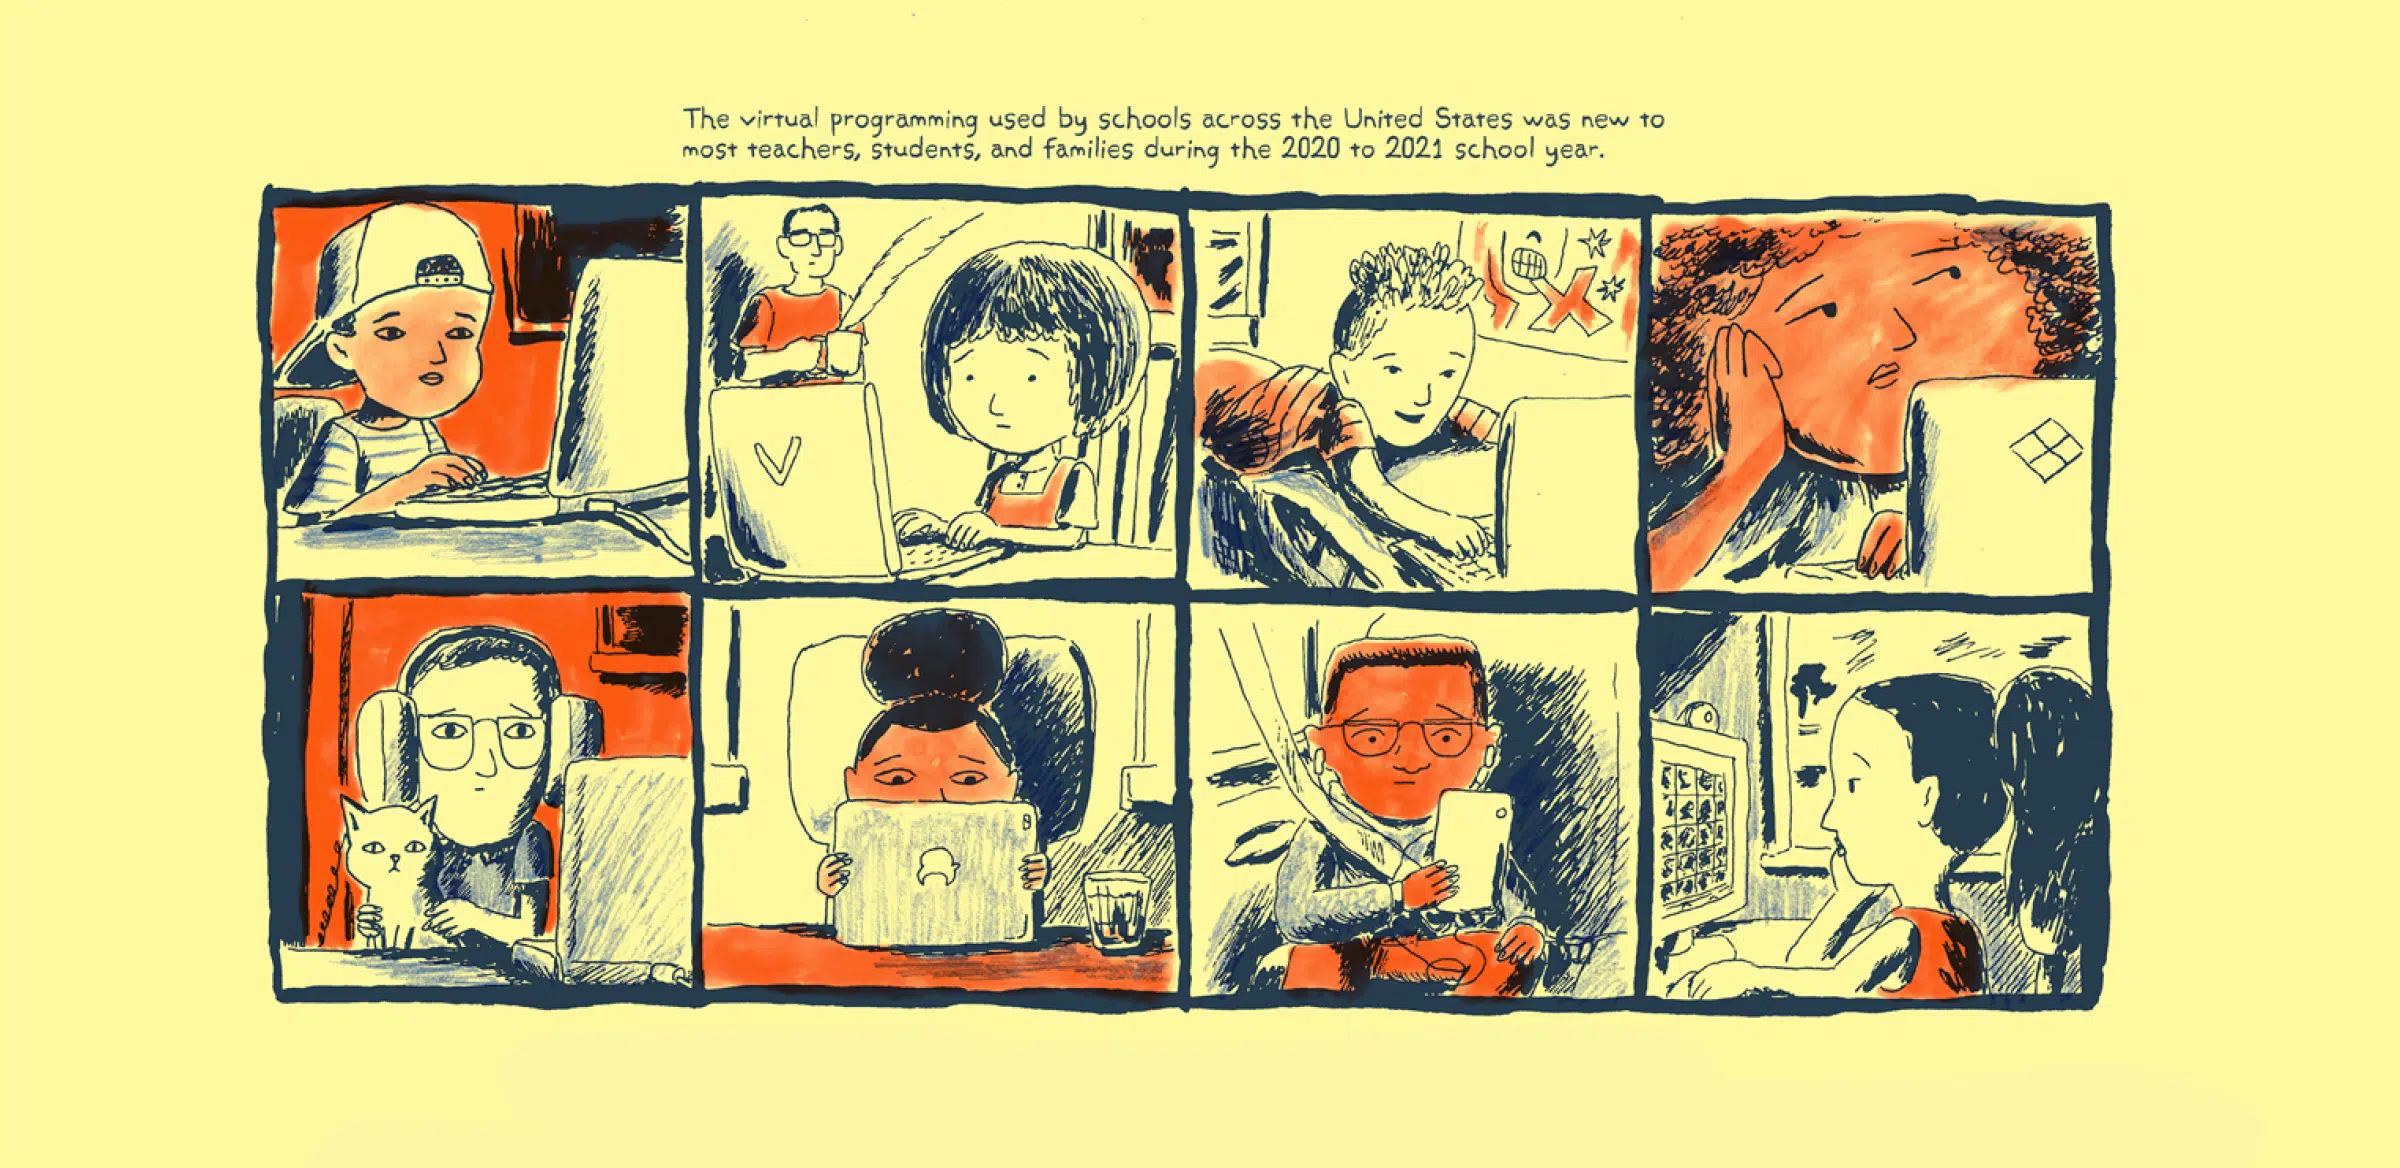 The virtual programming used by schools across the United States was new to
most teachers, students, and families during the 2020 to 2021 school year.